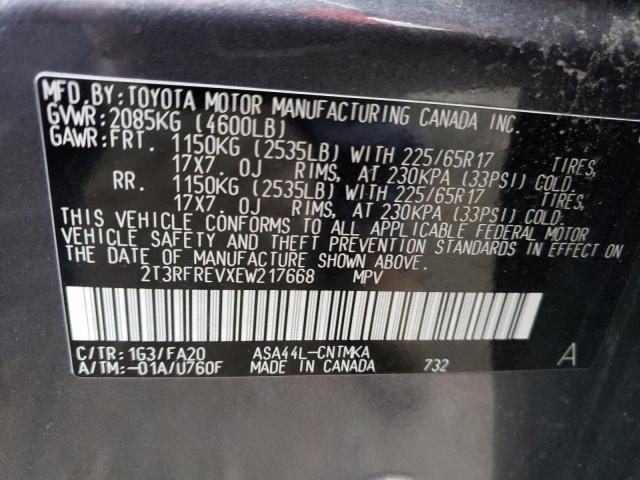 MFD.BY:TOYOTA MOTOR MANUFACTURING CANADA INC.
GVWR:2085KG (4600LB)
GAWR:FRT. 1150KG (2535LB) WITH 225/65R17 TIRES,
17X7.0J RIMS, AT 230KPA (33PSI) COLD.
RR. 1150KG (2535LB) WITH 225/65R17 TIRES,
17X7.0J RIMS, AT 230KPA (33PSI) COLD.
THIS VEHICLE CONFORMS TO ALL APPLICABLE FEDERAL MOTOR
VEHICLE SAFETY AND THEFT PREVENTION STANDARDS IN EFFECT ON
THE DATE OF MANUFACTURE SHOWN ABOVE.
2T3RFREVXEW217668 MPV
C/TR: 1G3/FA20 ASA44L-CNTMKA A
A/TM:-01A/U760F MADE IN CANADA 732